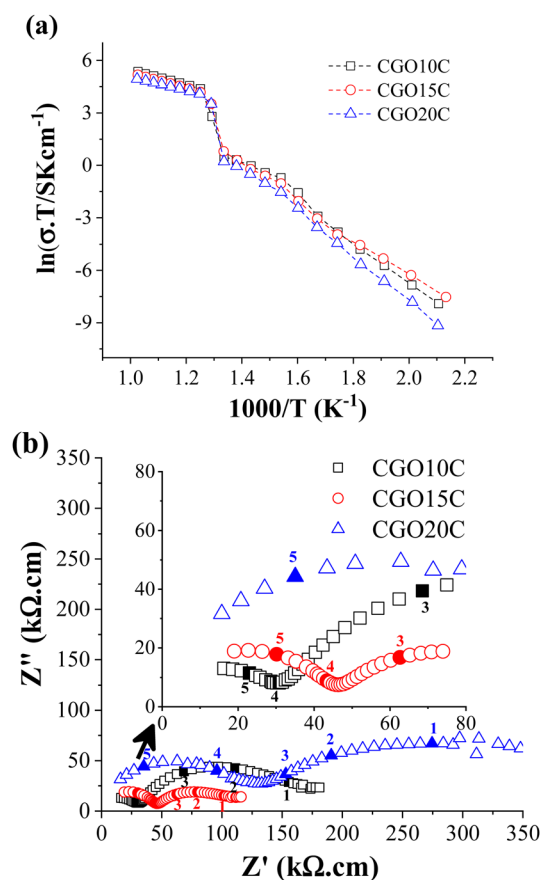 (a)
6
3
0
-3
-6
-9
ln(σ.T/SKcm⁻¹)
CGO10C
CGO15C
CGO20C
1.0 1.2 1.4 1.6 1.8 2.0 2.2
1000/T (K⁻¹)
(b)
350
300
250
200
150
100
50
0
Z'' (kΩ.cm)
80
60
40
20
0
CGO10C
CGO15C
CGO20C
5
3
5
3
4
5
4
0 20 40 60 80
5 4 3 2 1
3 2 1
3 2 1
0 50 100 150 200 250 300 350
Z' (kΩ.cm)